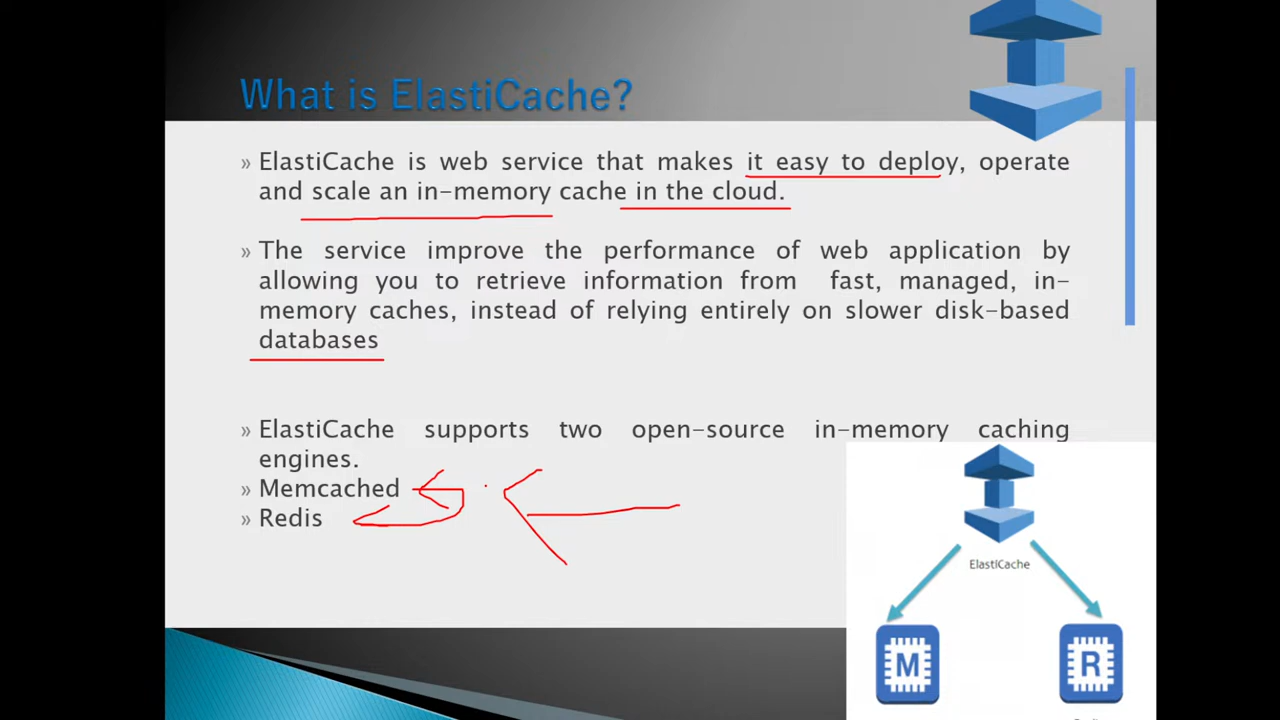 What is ElastiCache?
» ElastiCache is web service that makes it easy to deploy, operate
and scale an in-memory cache in the cloud.
» The service improve the performance of web application by
allowing you to retrieve information from fast, managed, in-
memory caches, instead of relying entirely on slower disk-based
databases
» ElastiCache supports two open-source in-memory caching
engines.
» Memcached
» Redis
ElastiCache
M
R